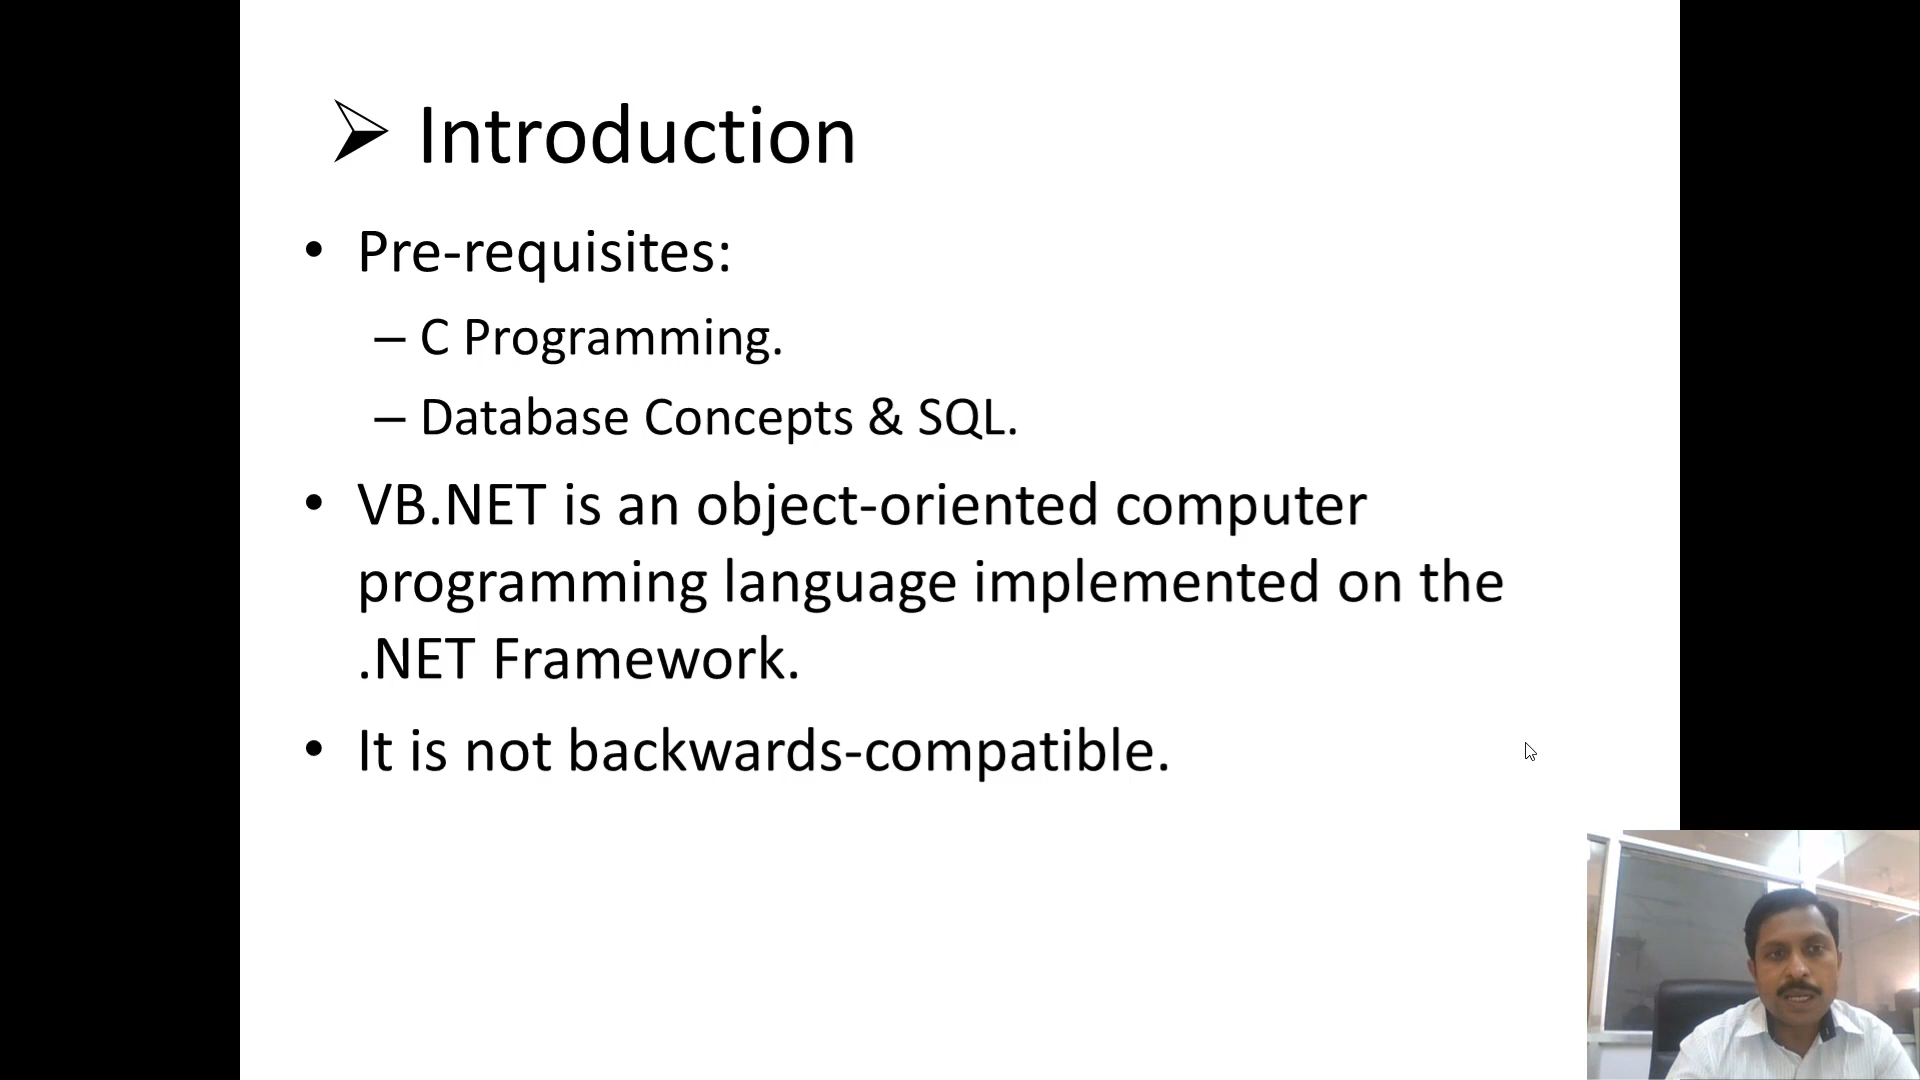 ➢ Introduction
• Pre-requisites:
– C Programming.
– Database Concepts & SQL.
• VB.NET is an object-oriented computer
programming language implemented on the
.NET Framework.
• It is not backwards-compatible.